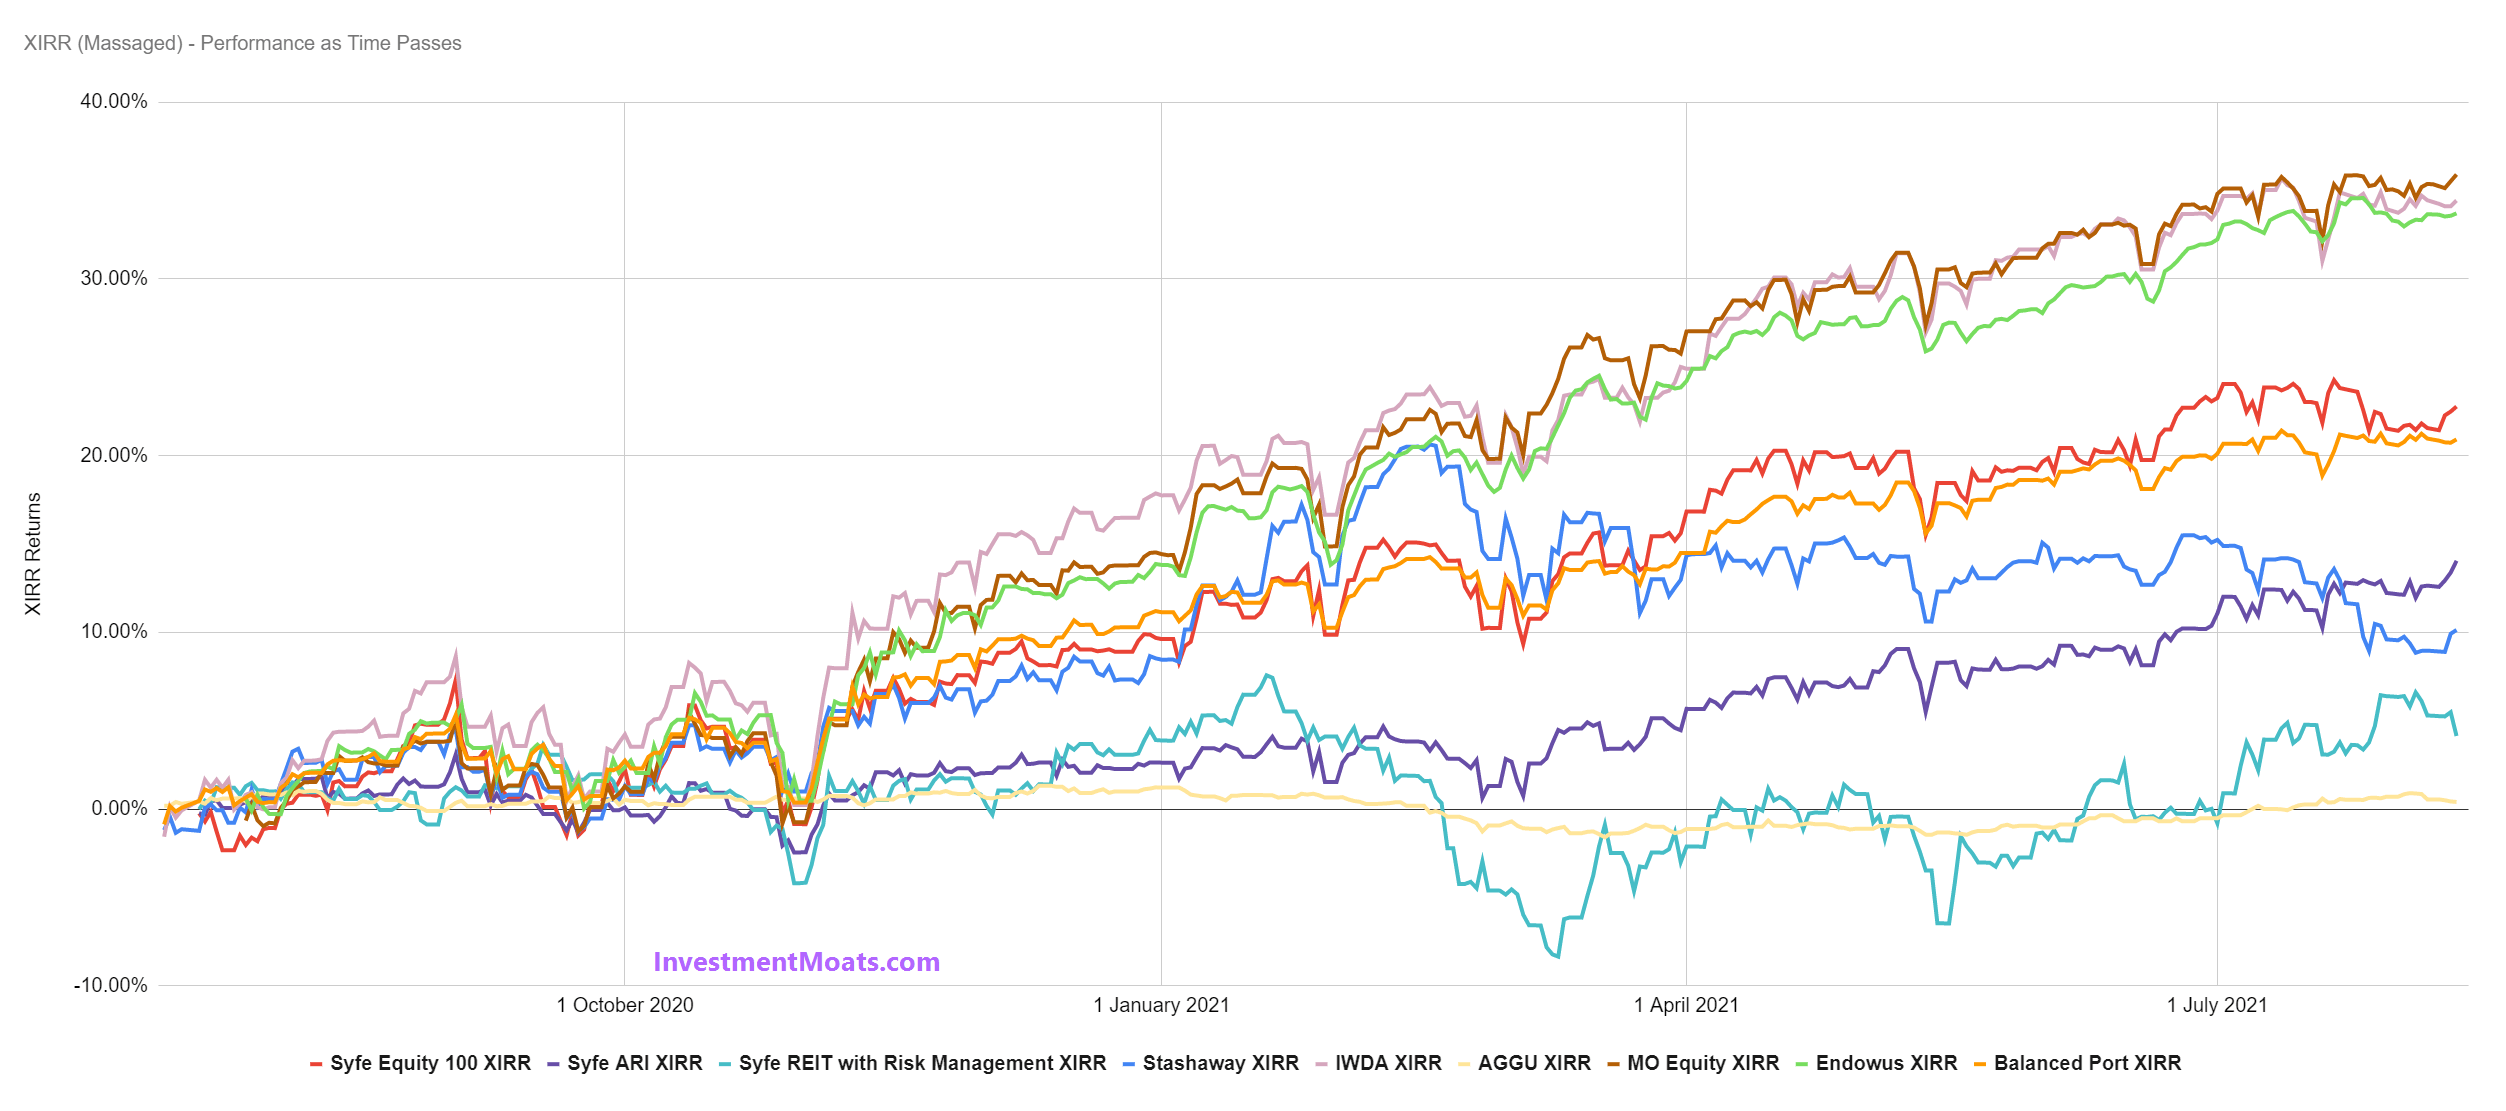 XIRR (Massaged) - Performance as Time Passes
40.00%
30.00%
20.00%
10.00%
0.00%
-10.00%
XIRR Returns
InvestmentMoats.com
1 October 2020
1 January 2021
1 April 2021
1 July 2021
Syfe Equity 100 XIRR
Syfe ARI XIRR
Syfe REIT with Risk Management XIRR
Stashaway XIRR
IWDA XIRR
AGGU XIRR
MO Equity XIRR
Endowus XIRR
Balanced Port XIRR